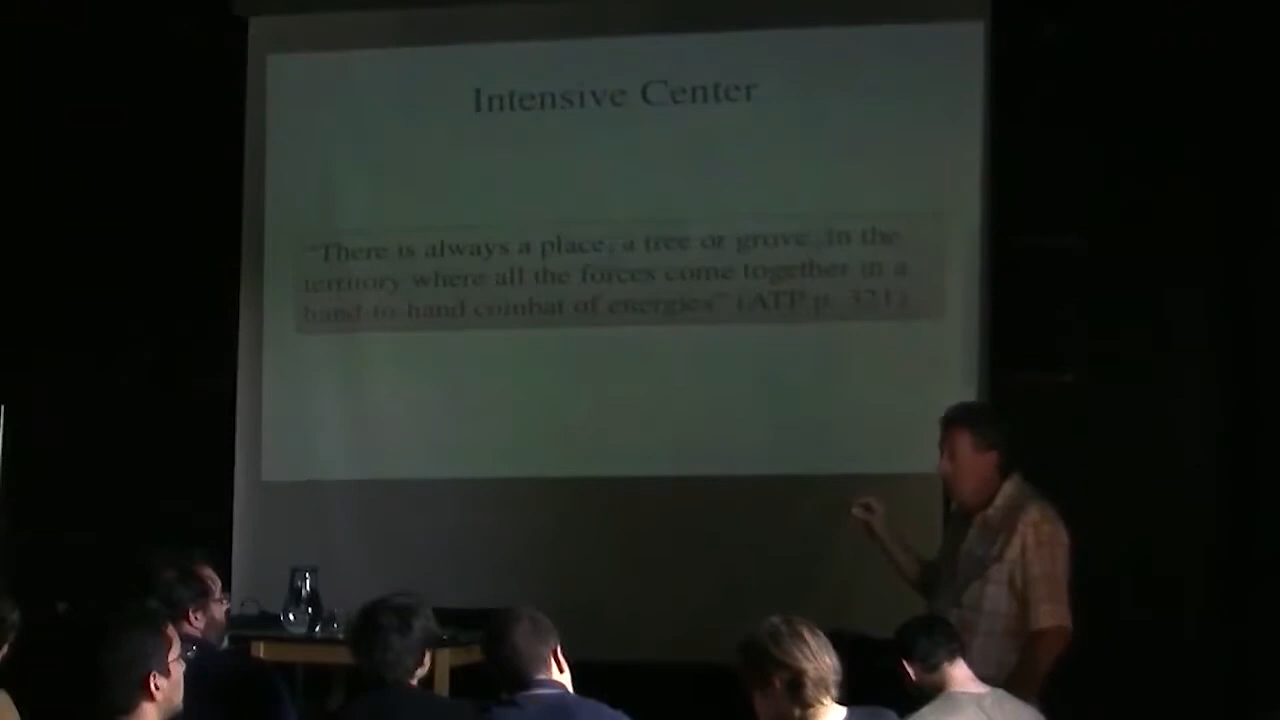 Intensive Center
"There is always a place, a tree or grove, in the
territory where all the forces come together in a
hand to hand combat of energies" (ATP p. 321)